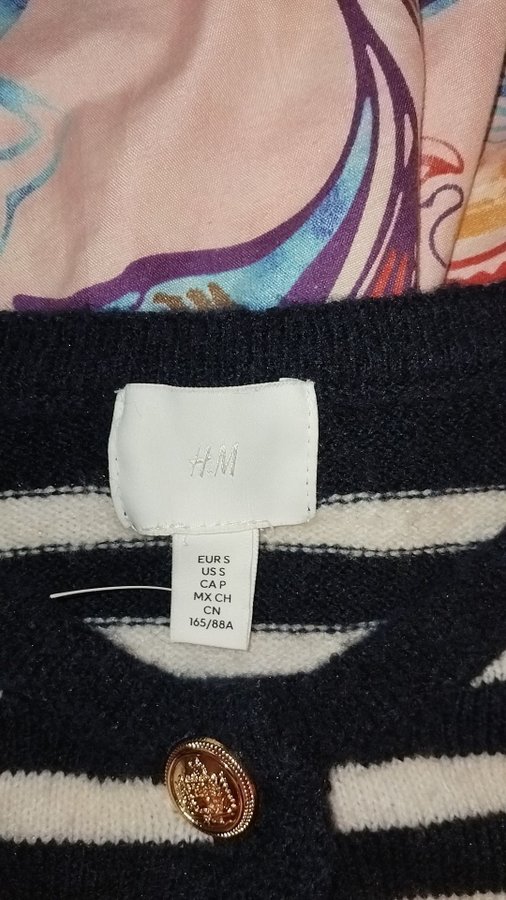 H&M
EUR S
US S
CA P
MX CH
CN
165/88A